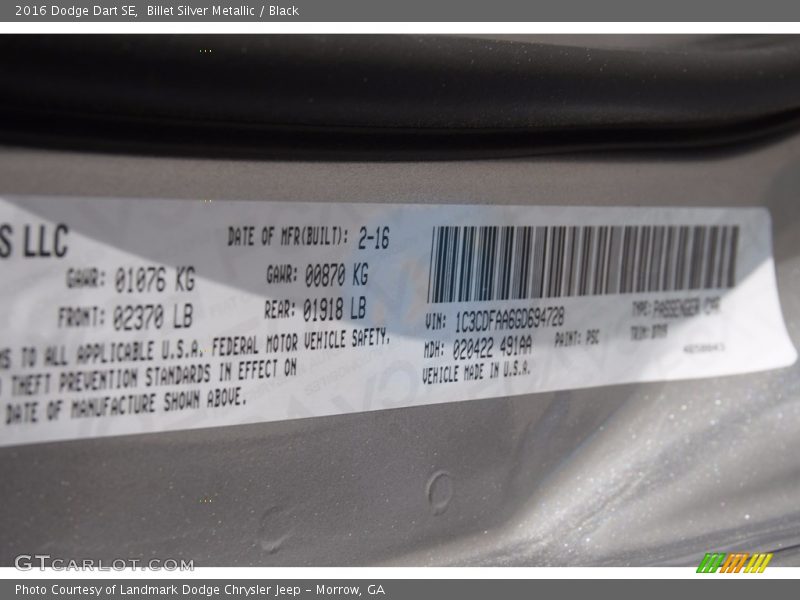 2016 Dodge Dart SE, Billet Silver Metallic / Black
S LLC
DATE OF MFR(BUILT): 2-16
GAWR: 01076 KG GAWR: 00870 KG
FRONT: 02370 LB REAR: 01918 LB
MS TO ALL APPLICABLE U.S.A. FEDERAL MOTOR VEHICLE SAFETY,
THEFT PREVENTION STANDARDS IN EFFECT ON
DATE OF MANUFACTURE SHOWN ABOVE.
VIN: 1C3CDFAA6GD694728 TYPE: PASSENGER CAR
MDH: 020422 491AA PAINT: PSC TRIM:
VEHICLE MADE IN U.S.A.
GTCARLOT.COM
Photo Courtesy of Landmark Dodge Chrysler Jeep – Morrow, GA